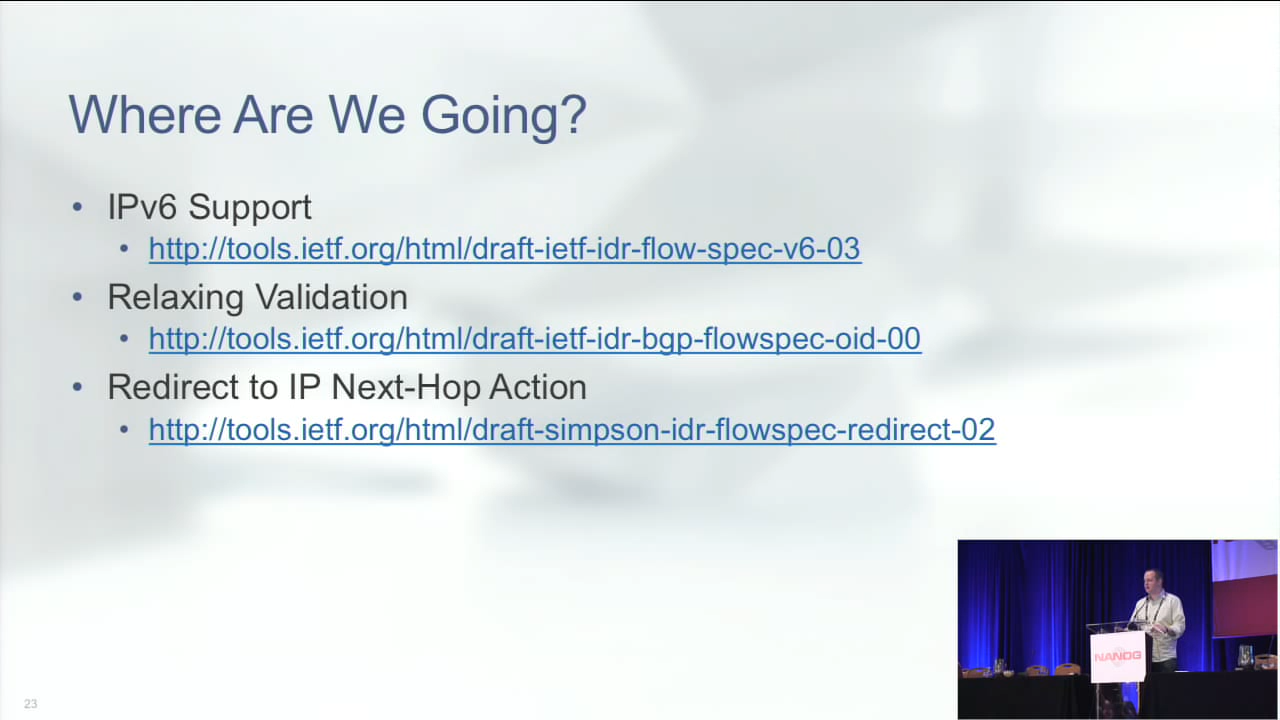 Where Are We Going?
• IPv6 Support
• http://tools.ietf.org/html/draft-ietf-idr-flow-spec-v6-03
• Relaxing Validation
• http://tools.ietf.org/html/draft-ietf-idr-bgp-flowspec-oid-00
• Redirect to IP Next-Hop Action
• http://tools.ietf.org/html/draft-simpson-idr-flowspec-redirect-02
NANOG
23